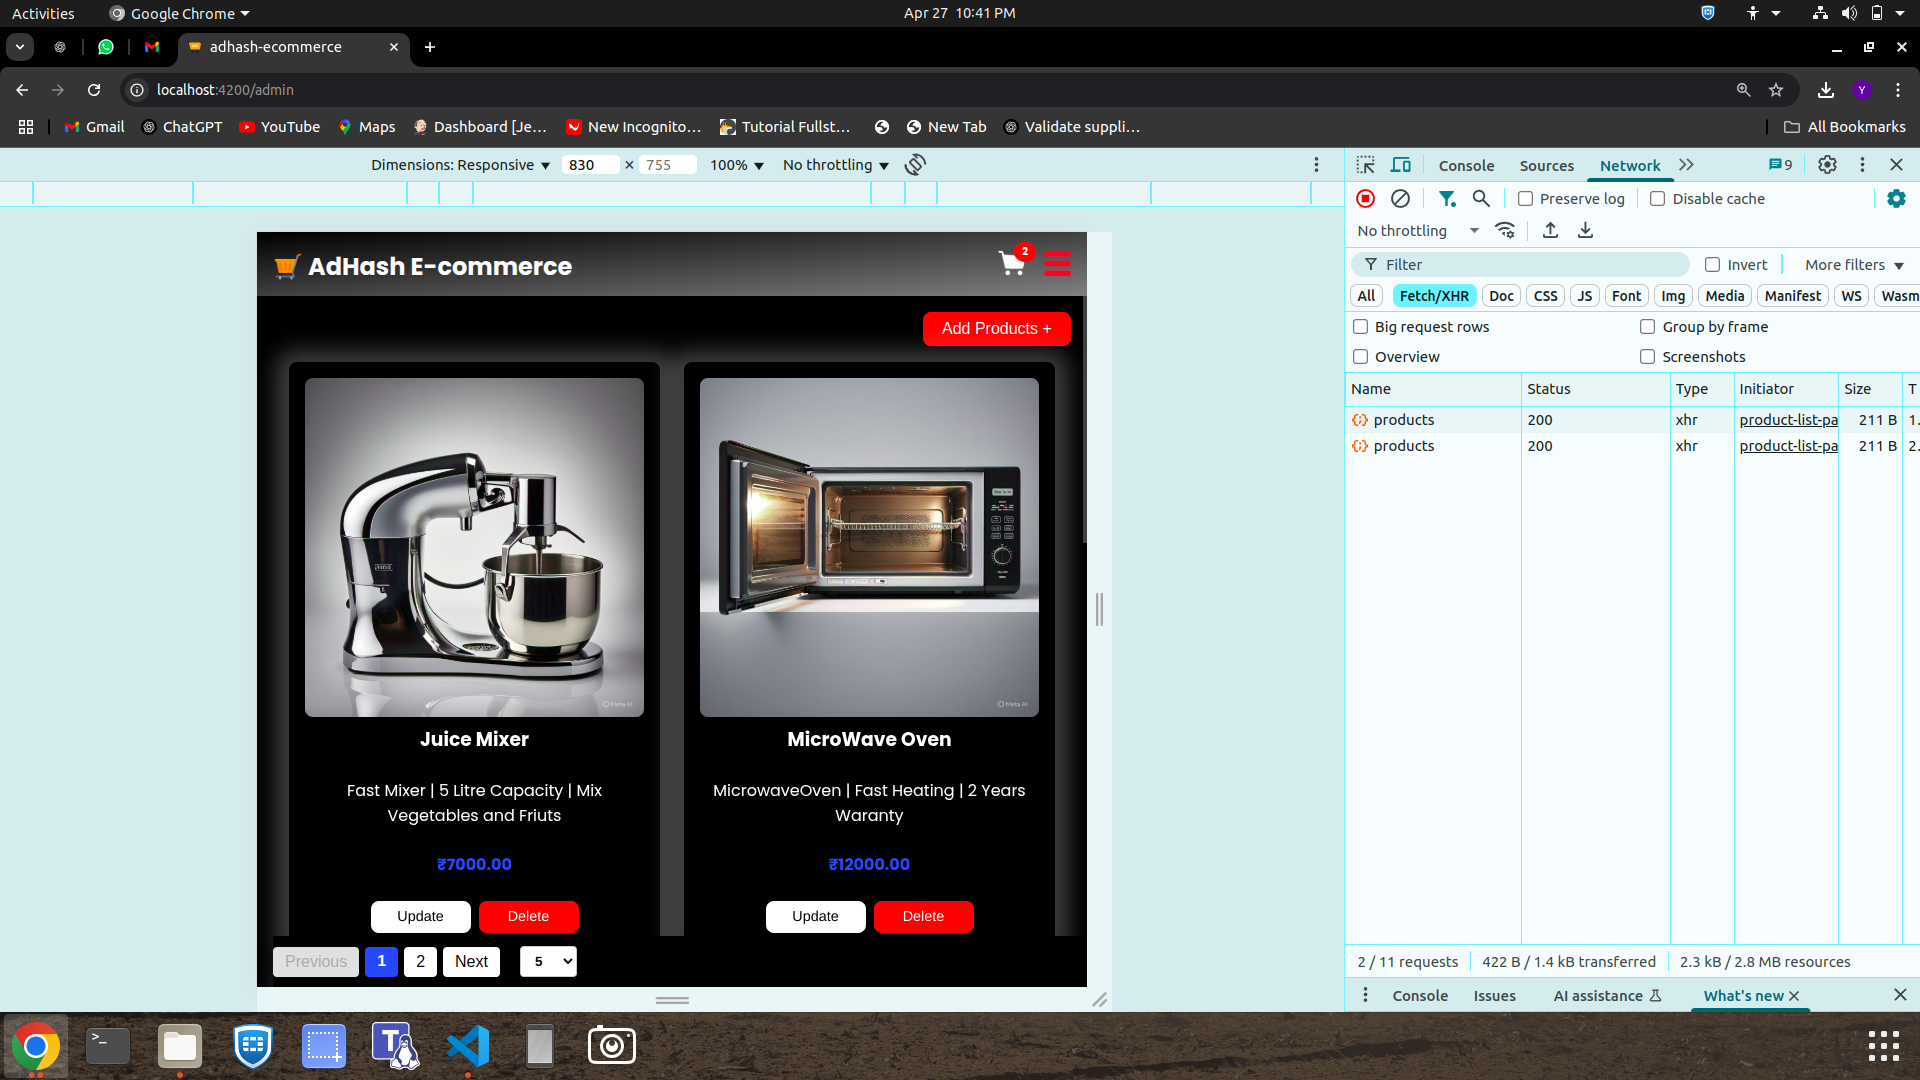 Activities
Google Chrome
Apr 27 10:41 PM
adhash-ecommerce
localhost:4200/admin
Y
Gmail
ChatGPT
YouTube
Maps
Dashboard [Je...
New Incognito...
Tutorial Fullst...
New Tab
Validate suppli...
All Bookmarks
Dimensions: Responsive
830 × 755
100%
No throttling
Console
Sources
Network
9
Preserve log
Disable cache
No throttling
Filter
Invert
More filters
All
Fetch/XHR
Doc
CSS
JS
Font
Img
Media
Manifest
WS
Wasm
Big request rows
Group by frame
Overview
Screenshots
Name Status Type Initiator Size T
products 200 xhr product-list-pa 211 B 1.
products 200 xhr product-list-pa 211 B 2.
2 / 11 requests
422 B / 1.4 kB transferred
2.3 kB / 2.8 MB resources
Console
Issues
AI assistance
What's new
AdHash E-commerce
2
Add Products +
Meta AI
Juice Mixer
Fast Mixer | 5 Litre Capacity | Mix
Vegetables and Friuts
₹7000.00
Update
Delete
Meta AI
MicroWave Oven
MicrowaveOven | Fast Heating | 2 Years
Waranty
₹12000.00
Update
Delete
Previous
1
2
Next
5
>_
T